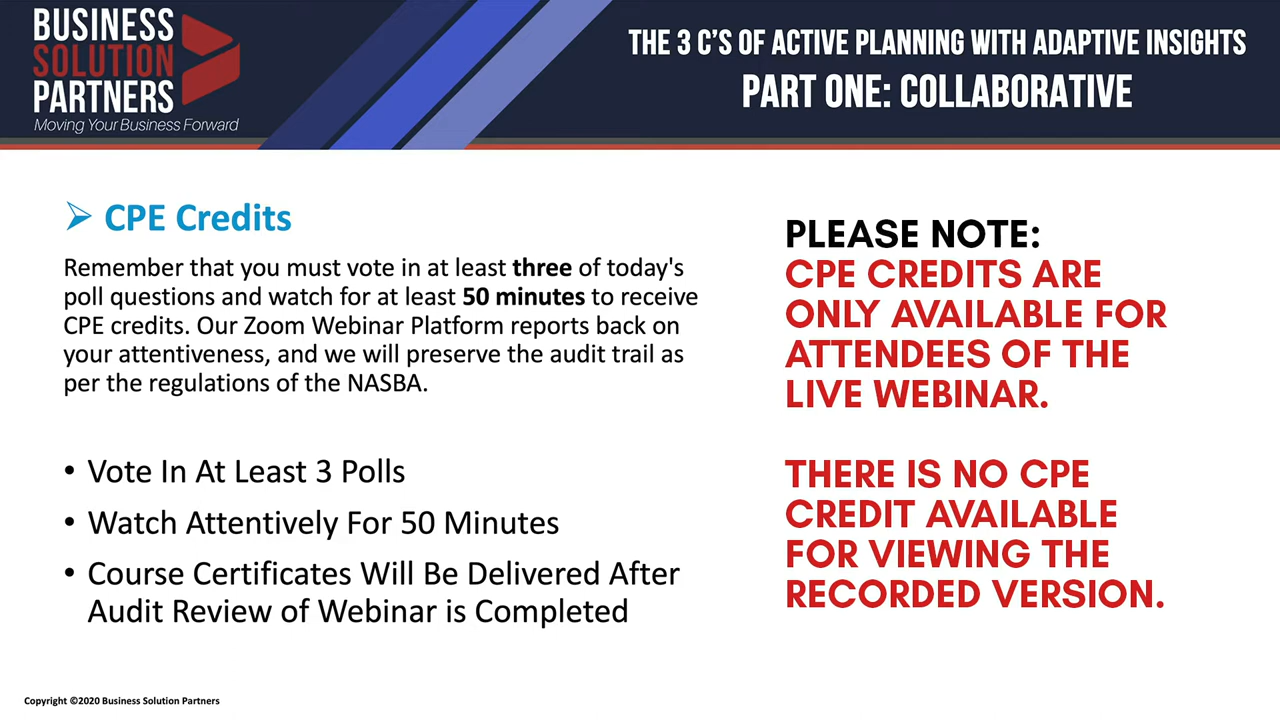 BUSINESS
SOLUTION
PARTNERS
Moving Your Business Forward
THE 3 C'S OF ACTIVE PLANNING WITH ADAPTIVE INSIGHTS
PART ONE: COLLABORATIVE
CPE Credits
Remember that you must vote in at least three of today's
poll questions and watch for at least 50 minutes to receive
CPE credits. Our Zoom Webinar Platform reports back on
your attentiveness, and we will preserve the audit trail as
per the regulations of the NASBA.
• Vote In At Least 3 Polls
• Watch Attentively For 50 Minutes
• Course Certificates Will Be Delivered After
Audit Review of Webinar is Completed
PLEASE NOTE:
CPE CREDITS ARE
ONLY AVAILABLE FOR
ATTENDEES OF THE
LIVE WEBINAR.
THERE IS NO CPE
CREDIT AVAILABLE
FOR VIEWING THE
RECORDED VERSION.
Copyright ©2020 Business Solution Partners